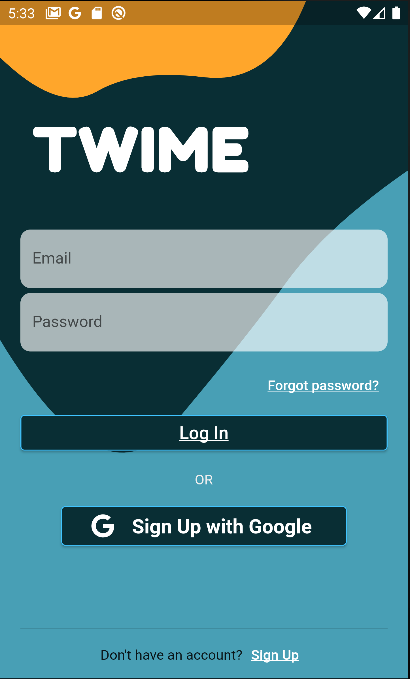 5:33
TWIME
Email
Password
Forgot password?
Log In
OR
G Sign Up with Google
Don't have an account? Sign Up